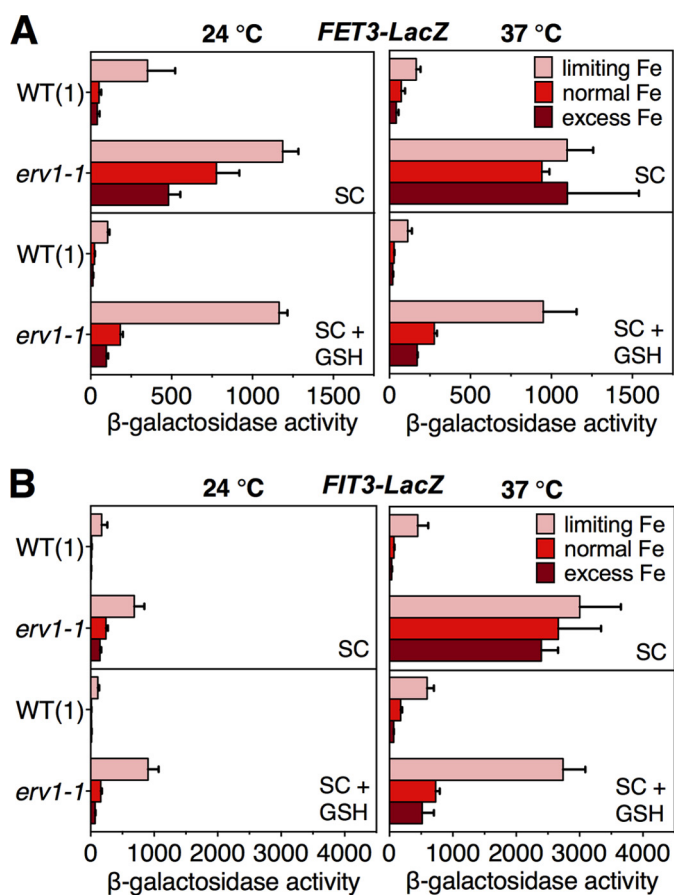 A
24 °C
FET3-LacZ
37 °C
WT(1)
erv1-1
SC
limiting Fe
normal Fe
excess Fe
SC
WT(1)
erv1-1
SC +
GSH
SC +
GSH
0 500 1000 1500
0 500 1000 1500
β-galactosidase activity
β-galactosidase activity
B
24 °C
FIT3-LacZ
37 °C
WT(1)
erv1-1
SC
limiting Fe
normal Fe
excess Fe
SC
WT(1)
erv1-1
SC +
GSH
SC +
GSH
0 1000 2000 3000 4000
0 1000 2000 3000 4000
β-galactosidase activity
β-galactosidase activity